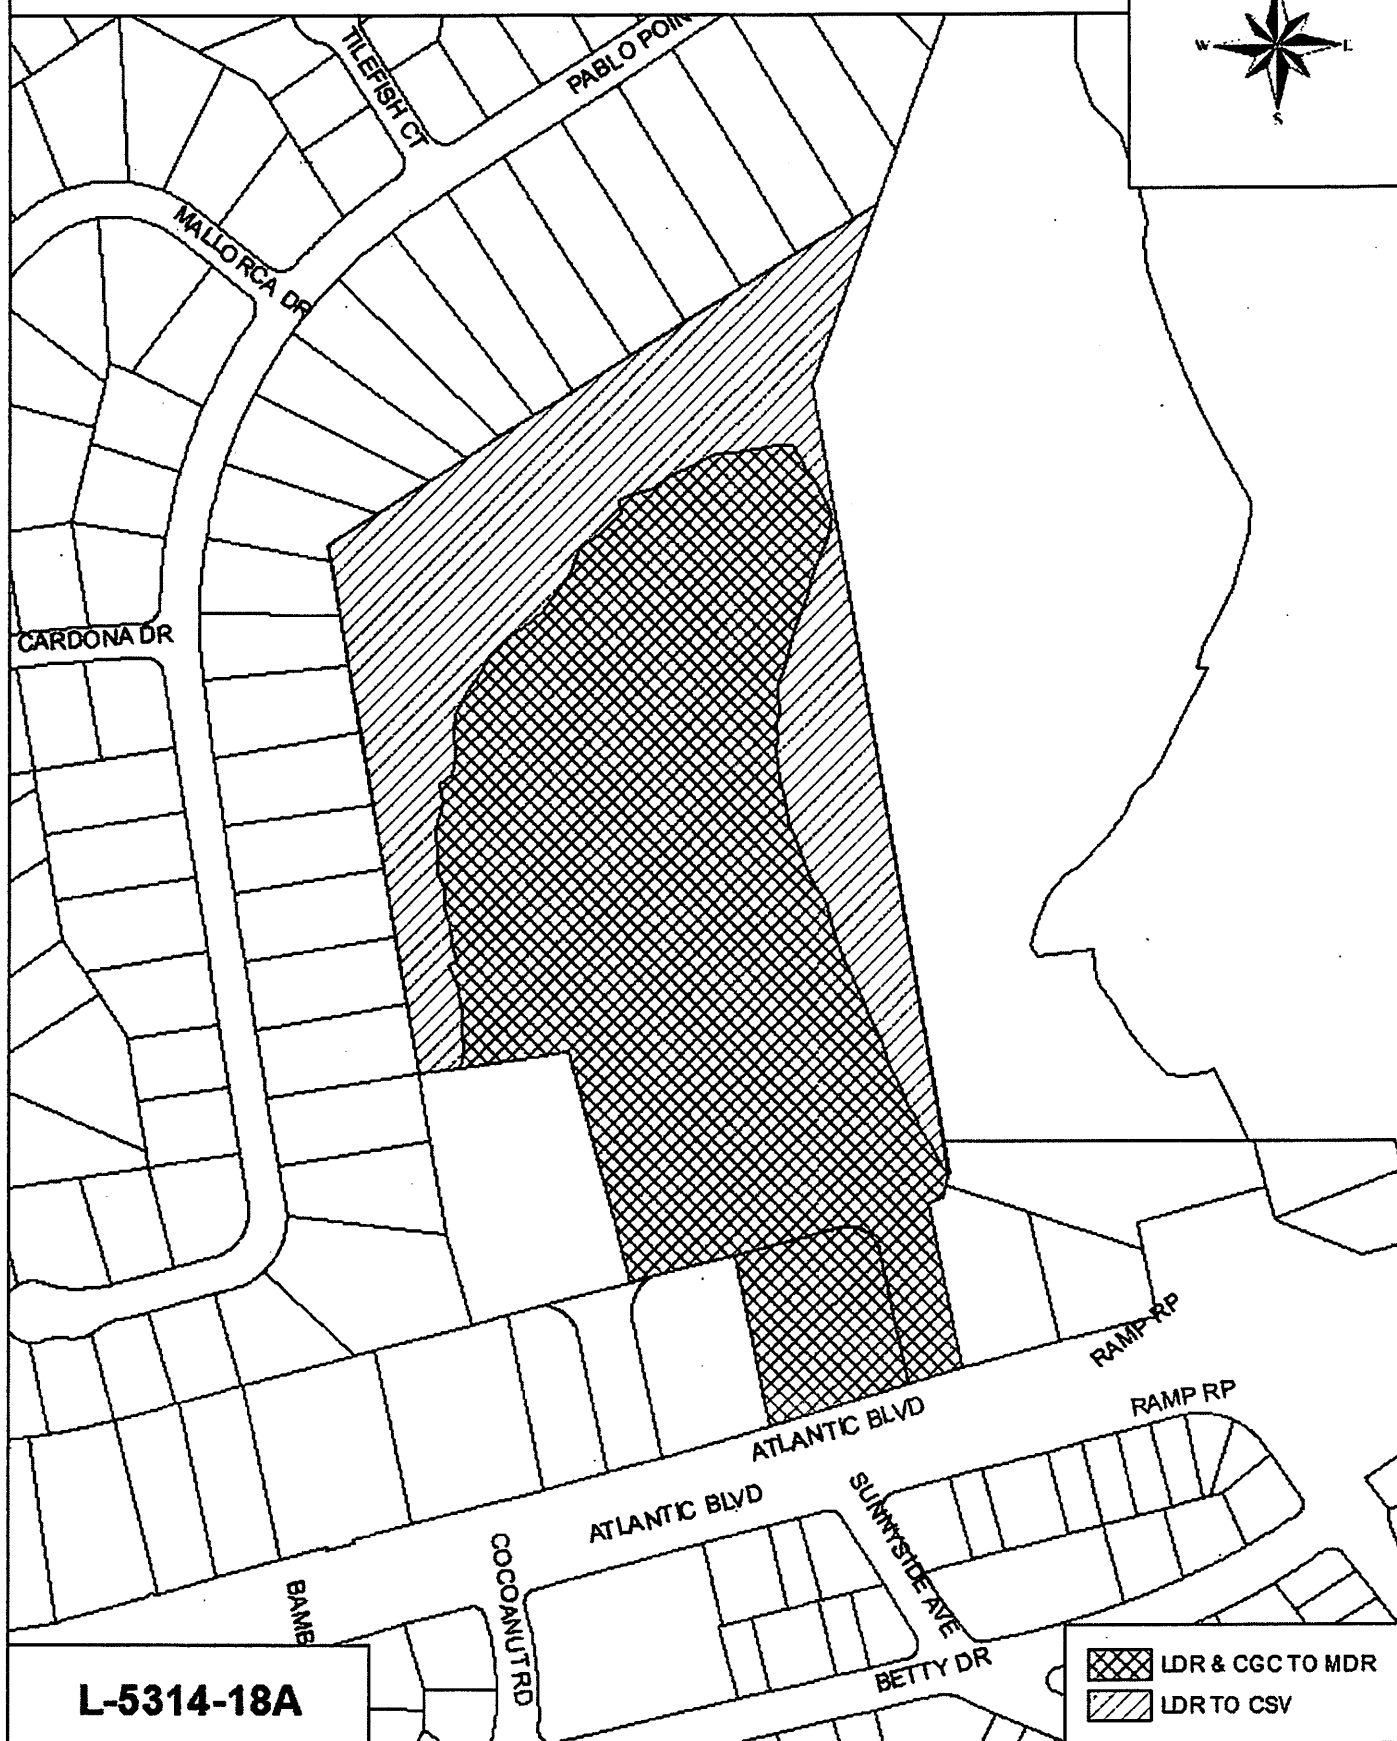 W E
S
TILEFISH CT
PABLO POIN
MALLORCA DR
CARDONA DR
RAMP RP
RAMP RP
ATLANTIC BLVD
ATLANTIC BLVD
SUNNYSIDE AVE
COCOANUT RD
BAMB
BETTY DR
L-5314-18A
LDR & CGC TO MDR
LDR TO CSV